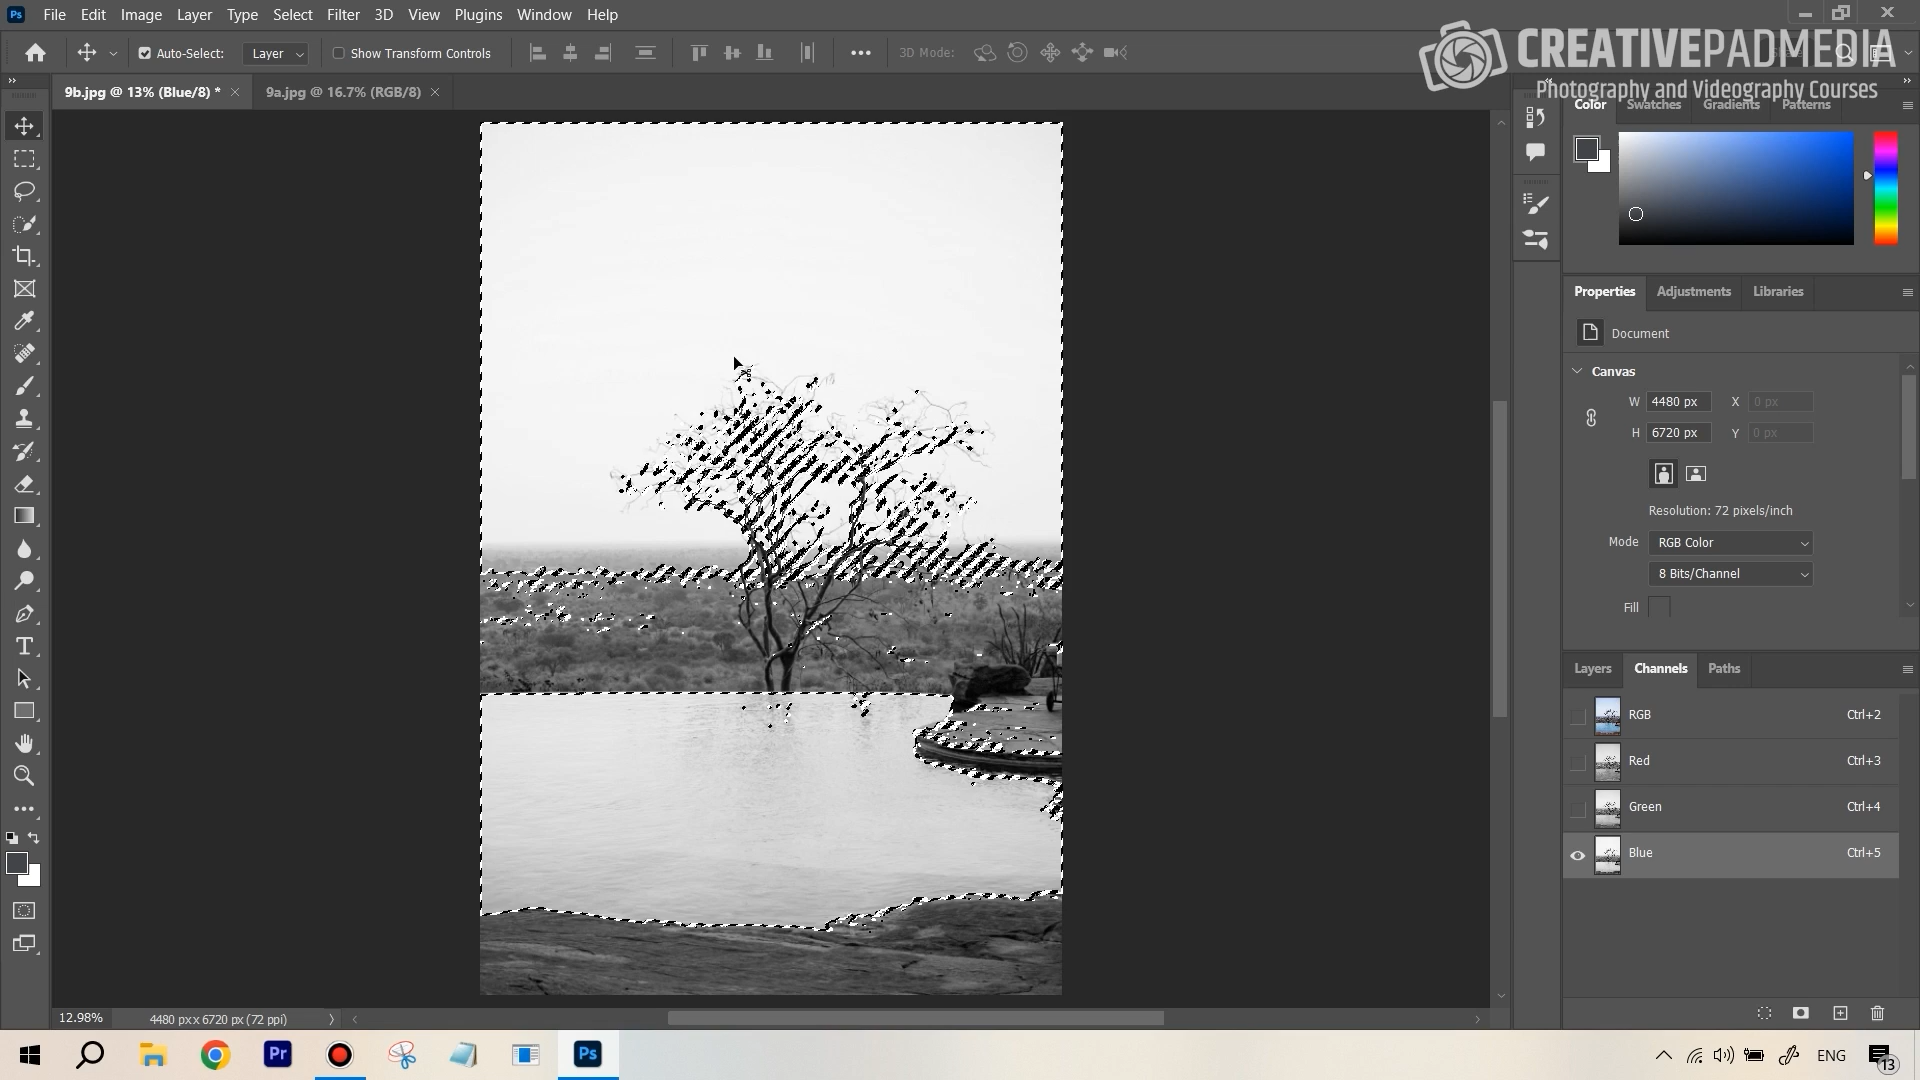 Ps File Edit Image Layer Type Select Filter 3D View Plugins Window Help
CREATIVEPADMEDIA
Photography and Videography Courses
Auto-Select: Layer Show Transform Controls 3D Mode:
9b.jpg @ 13% (Blue/8) * 9a.jpg @ 16.7% (RGB/8)
Color Swatches Gradients Patterns
Properties Adjustments Libraries
Document
Canvas
W 4480 px X 0 px
H 6720 px Y 0 px
Resolution: 72 pixels/inch
Mode RGB Color
8 Bits/Channel
Fill
Layers Channels Paths
RGB Ctrl+2
Red Ctrl+3
Green Ctrl+4
Blue Ctrl+5
12.98% 4480 px x 6720 px (72 ppi)
Pr Ps ENG 13